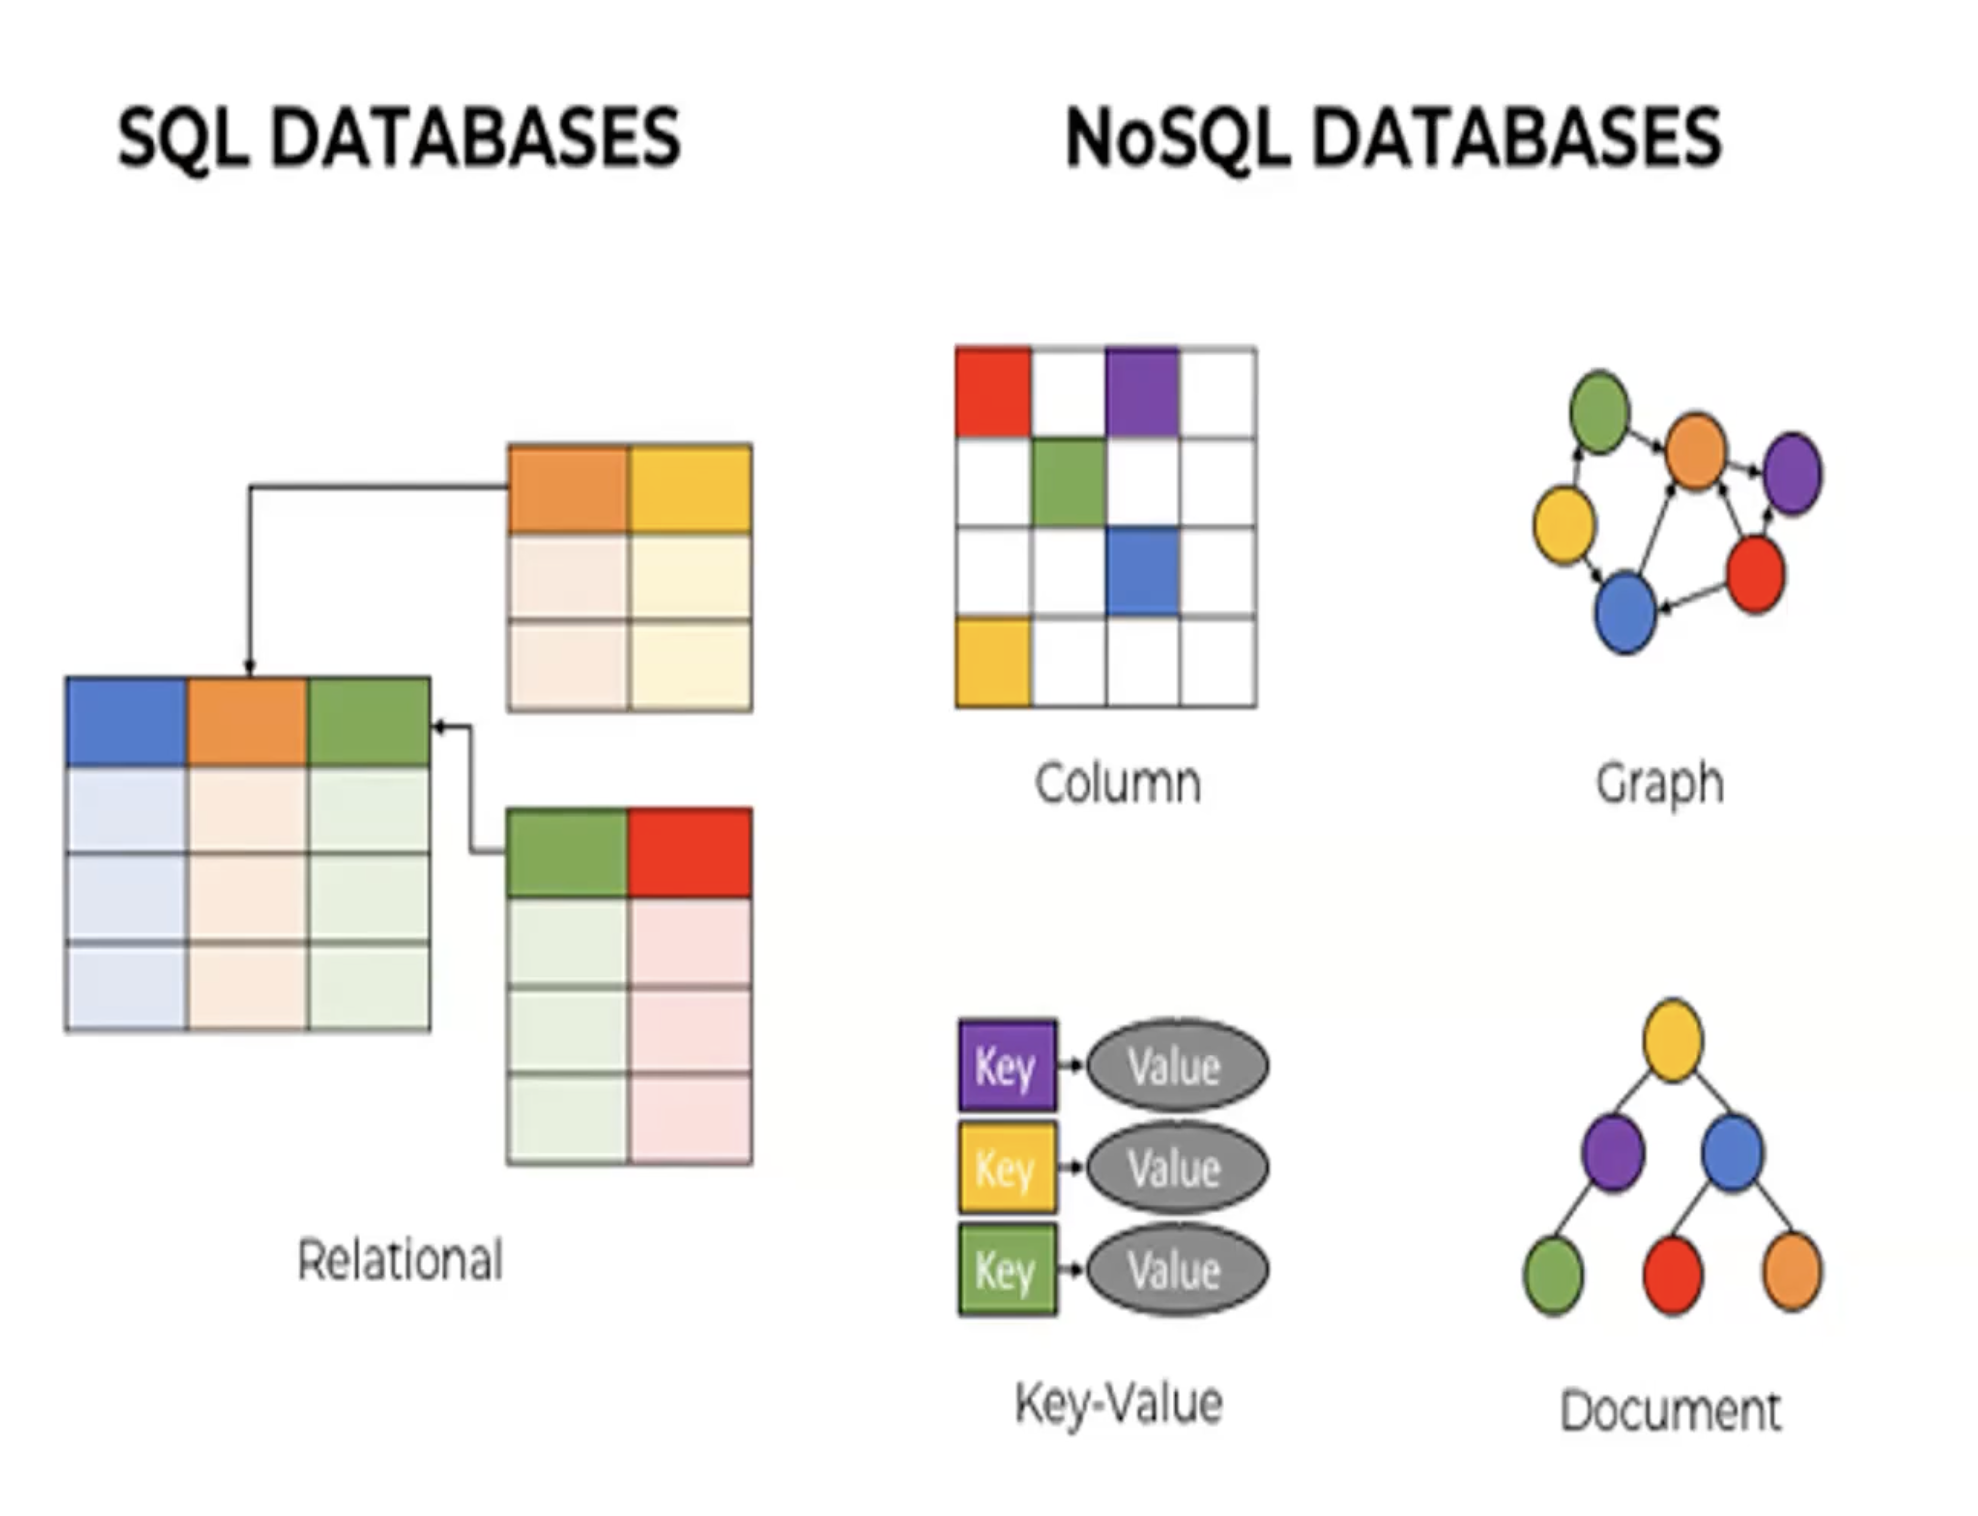 SQL DATABASES
NoSQL DATABASES
Relational
Column
Graph
Key Value
Key Value
Key Value
Key-Value
Document